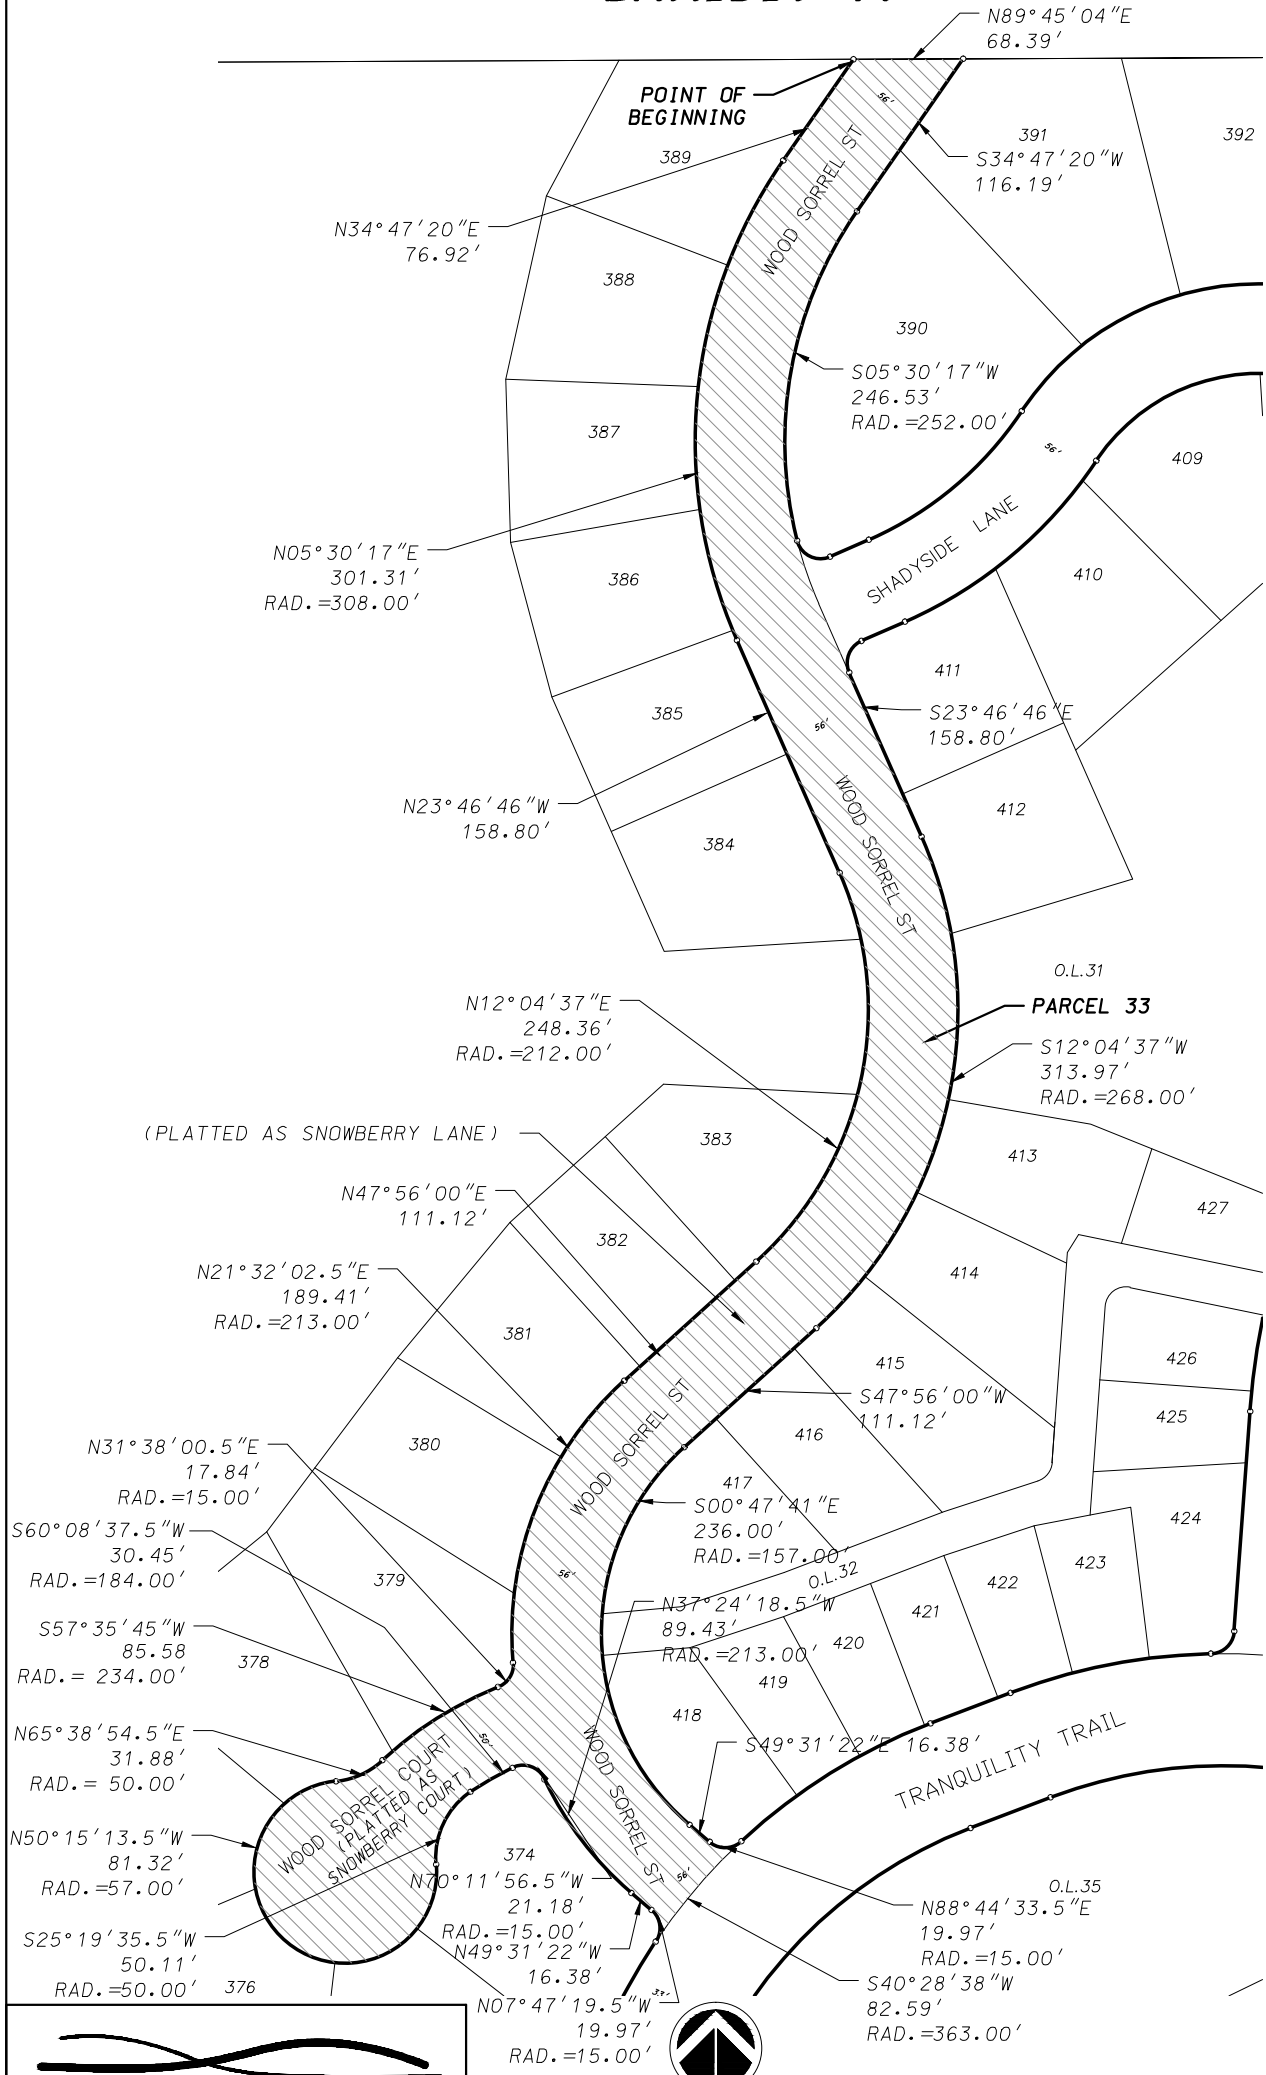 N89°45'04"E
68.39'
POINT OF
BEGINNING
56'
391
392
389
WOOD SORREL ST
S34°47'20"W
116.19'
N34°47'20"E
76.92'
388
390
S05°30'17"W
246.53'
RAD.=252.00'
387
56'
409
SHADYSIDE LANE
N05°30'17"E
301.31'
RAD.=308.00'
386
410
411
385
S23°46'46"E
158.80'
56'
WOOD SORREL ST
N23°46'46"W
158.80'
412
384
O.L.31
PARCEL 33
N12°04'37"E
248.36'
RAD.=212.00'
S12°04'37"W
313.97'
RAD.=268.00'
(PLATTED AS SNOWBERRY LANE)
383
413
N47°56'00"E
111.12'
427
382
414
N21°32'02.5"E
189.41'
RAD.=213.00'
381
415
426
S47°56'00"W
111.12'
WOOD SORREL ST
425
416
380
N31°38'00.5"E
17.84'
RAD.=15.00'
417
S00°47'41"E
236.00'
RAD.=157.00'
424
S60°08'37.5"W
30.45'
RAD.=184.00'
379
56'
O.L.32
423
422
421
N37°24'18.5"W
89.43'
RAD.=213.00'
420
419
S57°35'45"W
85.58
RAD.= 234.00'
378
418
N65°38'54.5"E
31.88'
RAD.= 50.00'
50'
WOOD SORREL COURT
(PLATTED AS
SNOWBERRY COURT)
WOOD SORREL ST
S49°31'22"E 16.38'
TRANQUILITY TRAIL
N50°15'13.5"W
81.32'
RAD.=57.00'
374
N70°11'56.5"W
21.18'
RAD.=15.00'
56'
O.L.35
N88°44'33.5"E
19.97'
RAD.=15.00'
S25°19'35.5"W
50.11'
RAD.=50.00'
N49°31'22"W
16.38'
376
S40°28'38"W
82.59'
RAD.=363.00'
33'
N07°47'19.5"W
19.97'
RAD.=15.00'